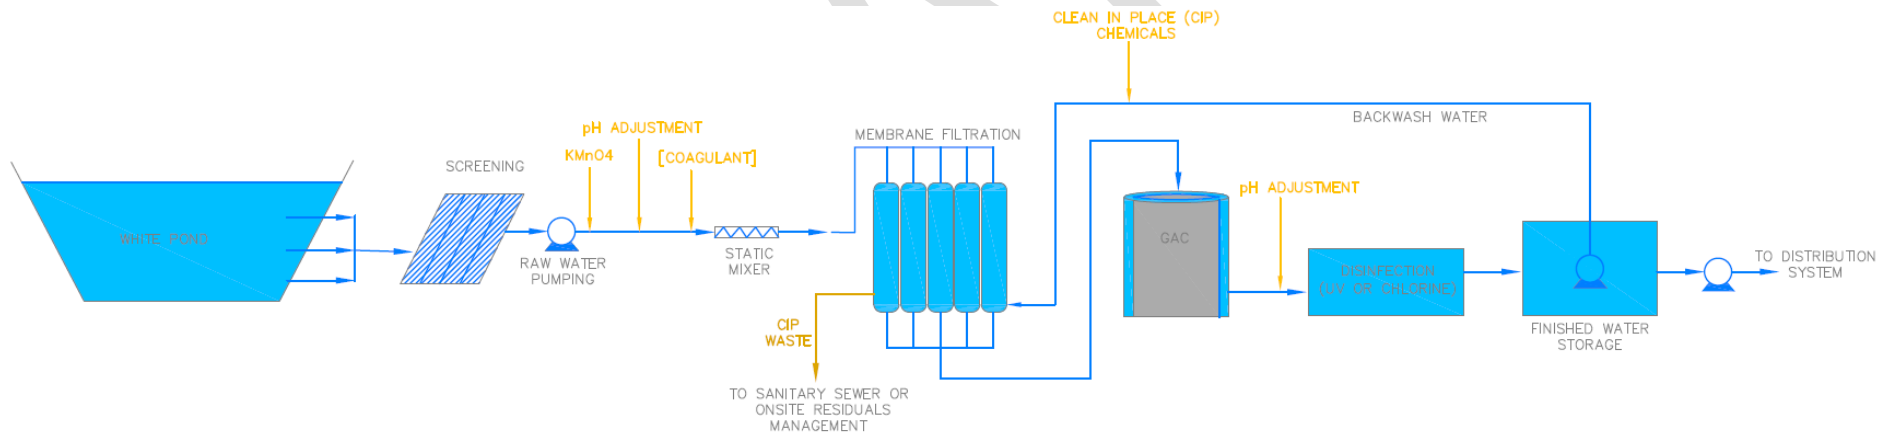 CLEAN IN PLACE (CIP)
CHEMICALS
BACKWASH WATER
pH ADJUSTMENT
KMnO4
[COAGULANT]
MEMBRANE FILTRATION
SCREENING
WHITE POND
RAW WATER
PUMPING
STATIC
MIXER
GAC
pH ADJUSTMENT
DISINFECTION
(UV OR CHLORINE)
TO DISTRIBUTION
SYSTEM
FINISHED WATER
STORAGE
CIP
WASTE
TO SANITARY SEWER OR
ONSITE RESIDUALS
MANAGEMENT